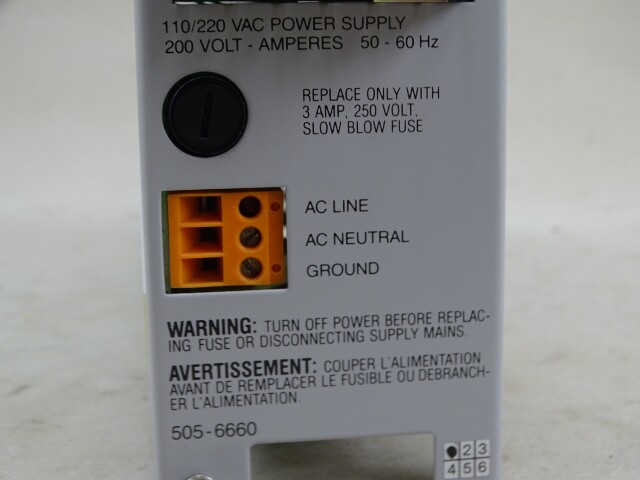 110/220 VAC POWER SUPPLY
200 VOLT - AMPERES 50 - 60 Hz
REPLACE ONLY WITH
3 AMP, 250 VOLT,
SLOW BLOW FUSE
AC LINE
AC NEUTRAL
GROUND
WARNING: TURN OFF POWER BEFORE REPLAC-
ING FUSE OR DISCONNECTING SUPPLY MAINS.
AVERTISSEMENT: COUPER L'ALIMENTATION
AVANT DE REMPLACER LE FUSIBLE OU DEBRANCH-
ER L'ALIMENTATION.
505-6660
2 3
4 5 6